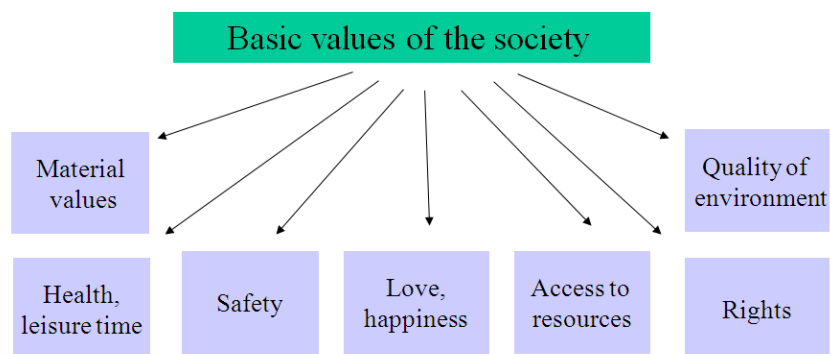 Basic values of the society
Material
values
Quality of
environment
Health,
leisure time
Safety
Love,
happiness
Access to
resources
Rights